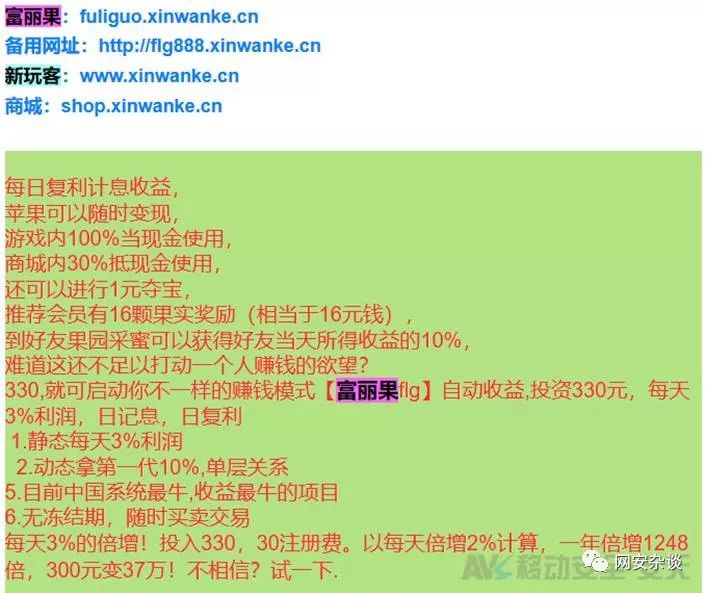 富丽果：fuliguo.xinwanke.cn
备用网址：http://flg888.xinwanke.cn
新玩客：www.xinwanke.cn
商城：shop.xinwanke.cn
每日复利计息收益，
苹果可以随时变现，
游戏内100%当现金使用，
商城内30%抵现金使用，
还可以进行1元夺宝，
推荐会员有16颗果实奖励（相当于16元钱），
到好友果园采蜜可以获得好友当天所得收益的10%，
难道这还不足以打动一个人赚钱的欲望？
330,就可启动你不一样的赚钱模式【富丽果flg】自动收益,投资330元，每天
3%利润，日记息，日复利
1.静态每天3%利润
2.动态拿第一代10%,单层关系
5.目前中国系统最牛,收益最牛的项目
6.无冻结期，随时买卖交易
每天3%的倍增！投入330，30注册费。以每天倍增2%计算，一年倍增1248
倍，300元变37万！不相信？试一下.
AVL移动安全
网安杂谈